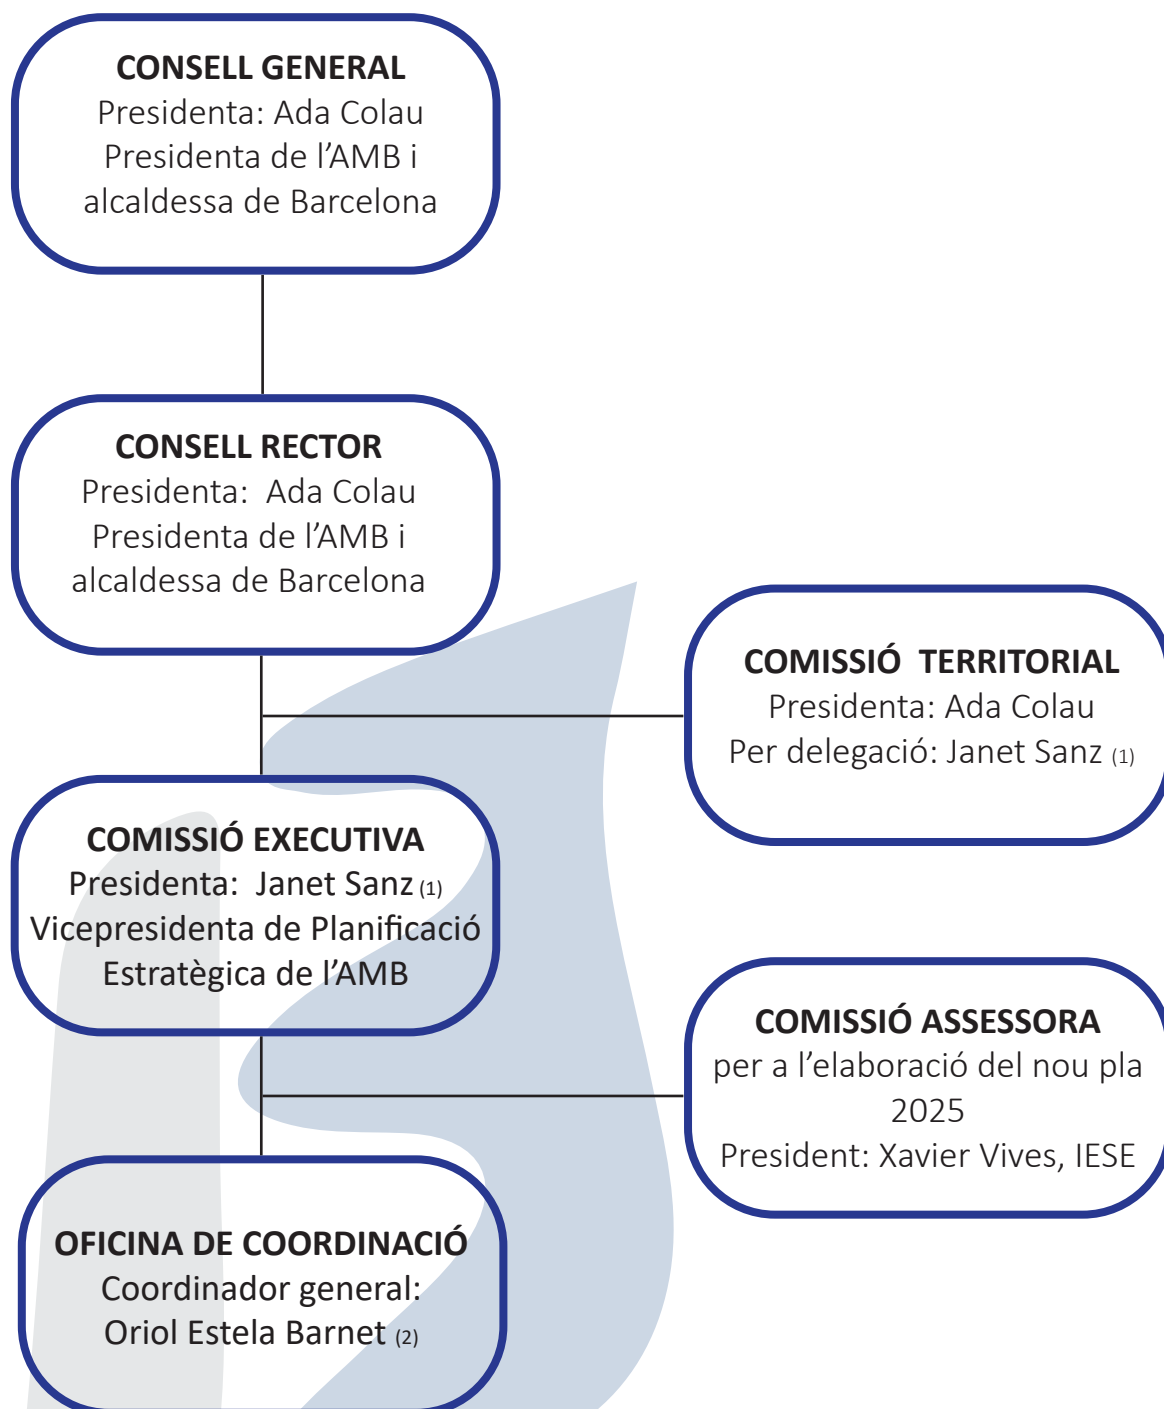 CONSELL GENERAL
Presidenta: Ada Colau
Presidenta de l’AMB i
alcaldessa de Barcelona
CONSELL RECTOR
Presidenta: Ada Colau
Presidenta de l’AMB i
alcaldessa de Barcelona
COMISSIÓ TERRITORIAL
Presidenta: Ada Colau
Per delegació: Janet Sanz (1)
COMISSIÓ EXECUTIVA
Presidenta: Janet Sanz (1)
Vicepresidenta de Planificació
Estratègica de l’AMB
COMISSIÓ ASSESSORA
per a l’elaboració del nou pla
2025
President: Xavier Vives, IESE
OFICINA DE COORDINACIÓ
Coordinador general:
Oriol Estela Barnet (2)